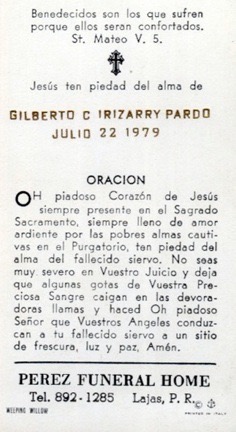 Benedecidos son los que sufren
porque ellos seran confortados.
St. Mateo V. 5.
Jesús ten piedad del alma de
GILBERTO C IRIZARRY PARDO
JULIO 22 1979
ORACION
OH piadoso Corazón de Jesús
siempre presente en el Sagrado
Sacramento, siempre lleno de amor
ardiente por las pobres almas cauti-
vas en el Purgatorio, ten piedad del
alma del fallecido siervo. No seas
muy severo en Vuestro Juicio y deja
que algunas gotas de Vuestra Pre-
ciosa Sangre caigan en las devora-
doras llamas y haced Oh piadoso
Señor que Vuestros Angeles conduz-
can a tu fallecido siervo a un sitio
de frescura, luz y paz, Amén.
PEREZ FUNERAL HOME
Tel. 892-1285 Lajas, P. R.
WEEPING WILLOW
PRINTED IN ITALY